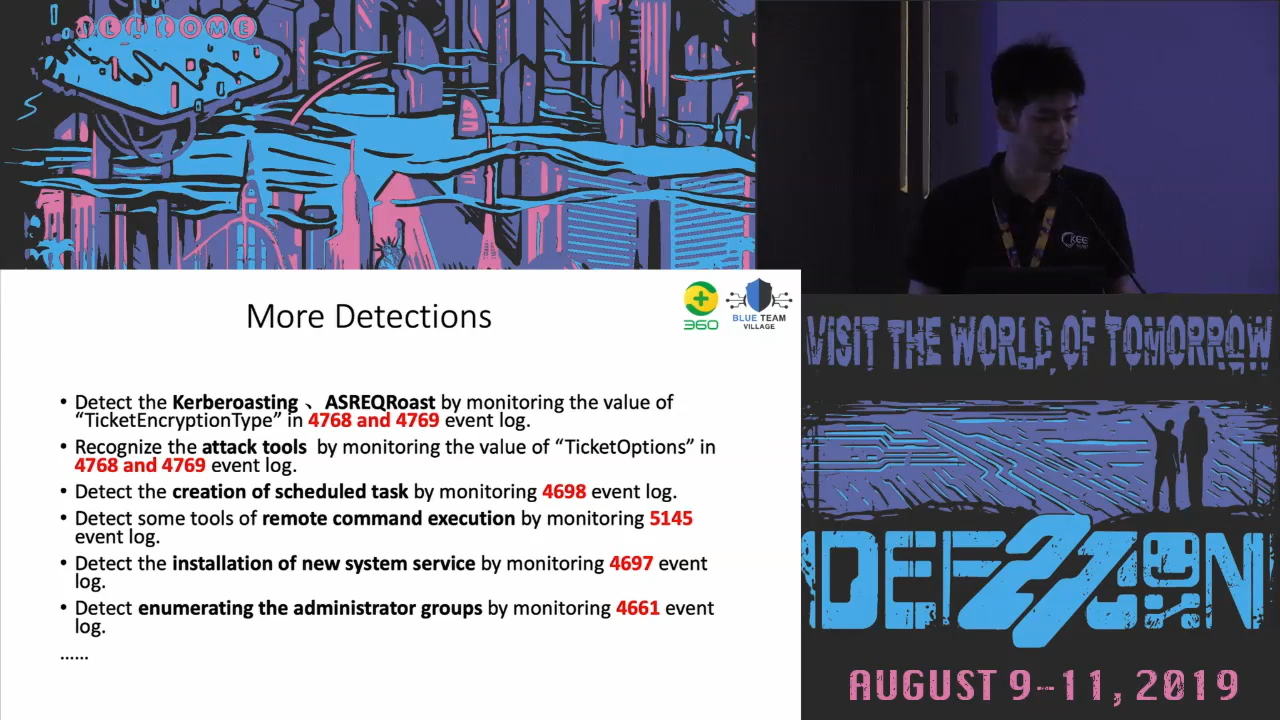 WELCOME
More Detections
360
BLUE TEAM
VILLAGE
• Detect the Kerberoasting 、 ASREQRoast by monitoring the value of
“TicketEncryptionType” in 4768 and 4769 event log.
• Recognize the attack tools by monitoring the value of “TicketOptions” in
4768 and 4769 event log.
• Detect the creation of scheduled task by monitoring 4698 event log.
• Detect some tools of remote command execution by monitoring 5145
event log.
• Detect the installation of new system service by monitoring 4697 event
log.
• Detect enumerating the administrator groups by monitoring 4661 event
log.
......
VISIT THE WORLD OF TOMORROW
DEF 27 CON
AUGUST 9-11, 2019